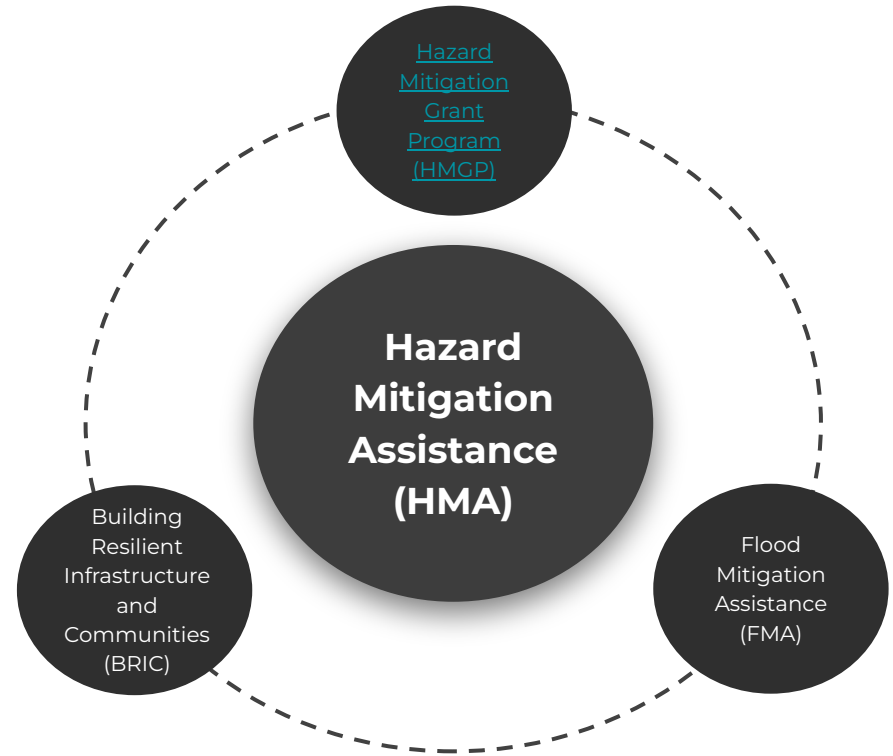 Hazard
Mitigation
Grant
Program
(HMGP)
Hazard
Mitigation
Assistance
(HMA)
Building
Resilient
Infrastructure
and
Communities
(BRIC)
Flood
Mitigation
Assistance
(FMA)